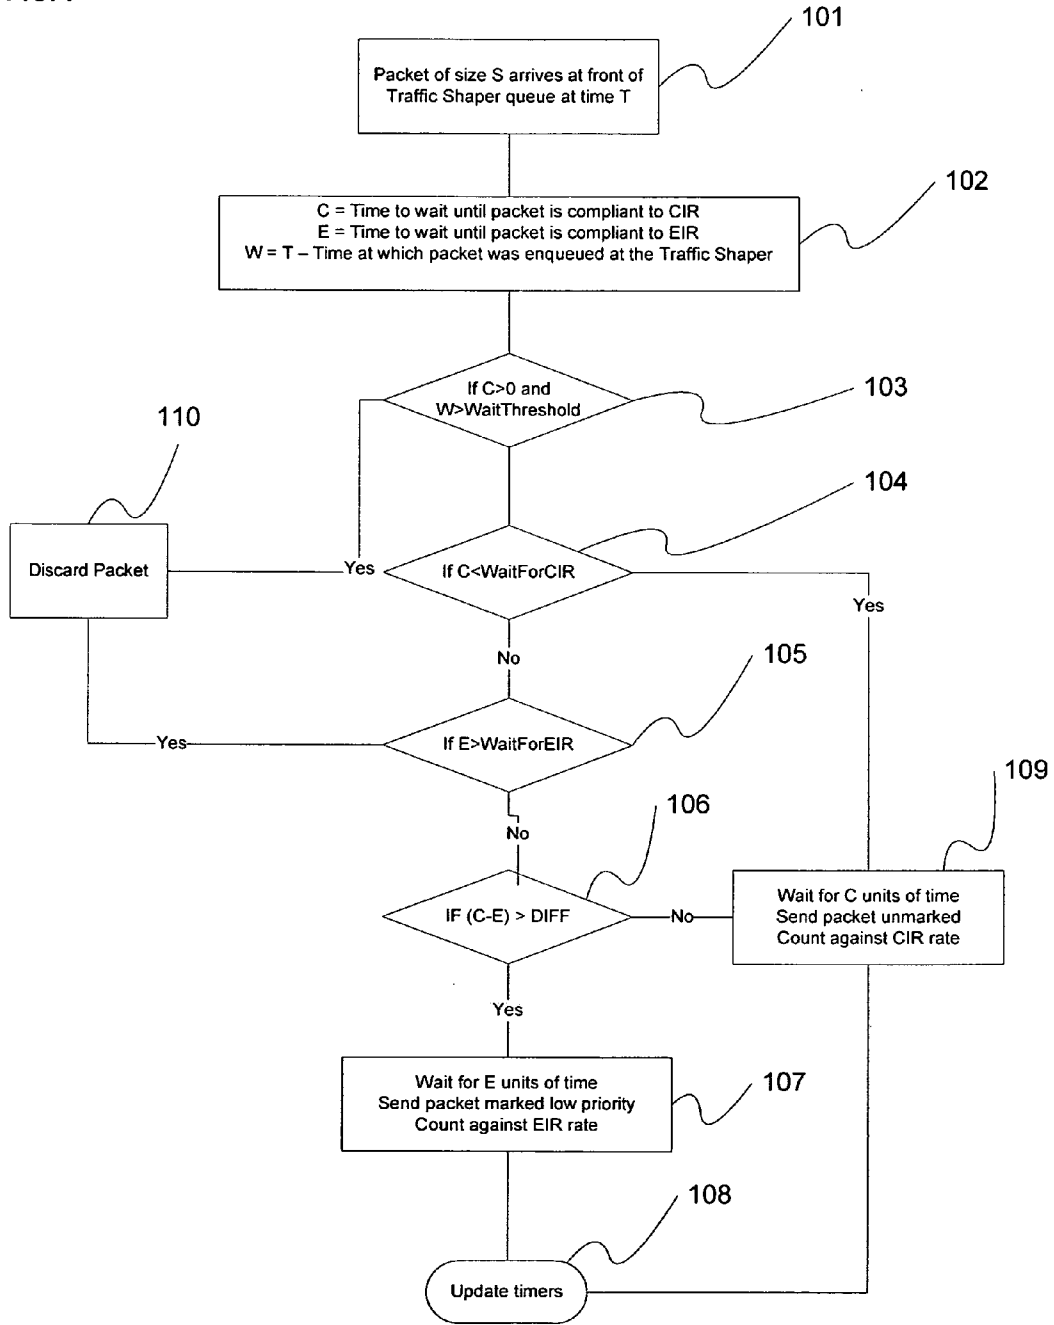 101
Packet of size S arrives at front of
Traffic Shaper queue at time T
102
C = Time to wait until packet is compliant to CIR
E = Time to wait until packet is compliant to EIR
W = T – Time at which packet was enqueued at the Traffic Shaper
If C>0 and
W>WaitThreshold
103
110
104
Discard Packet
Yes
If C<WaitForCIR
Yes
No
105
Yes
If E>WaitForEIR
109
106
No
IF (C-E) > DIFF
No
Wait for C units of time
Send packet unmarked
Count against CIR rate
Yes
Wait for E units of time
Send packet marked low priority
Count against EIR rate
107
108
Update timers